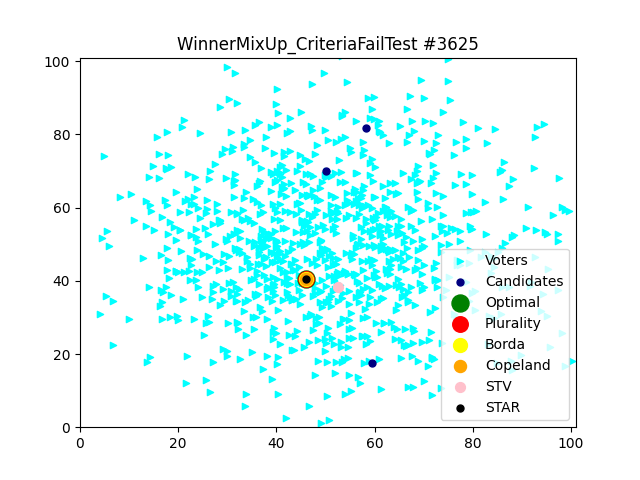 WinnerMixUp_CriteriaFailTest #3625
100
80
60
40
20
0
0
20
40
60
80
100
Voters
Candidates
Optimal
Plurality
Borda
Copeland
STV
STAR